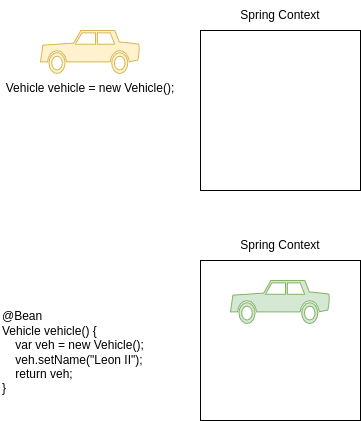 Spring Context
Vehicle vehicle = new Vehicle();
Spring Context
@Bean
Vehicle vehicle() {
    var veh = new Vehicle();
    veh.setName("Leon II");
    return veh;
}